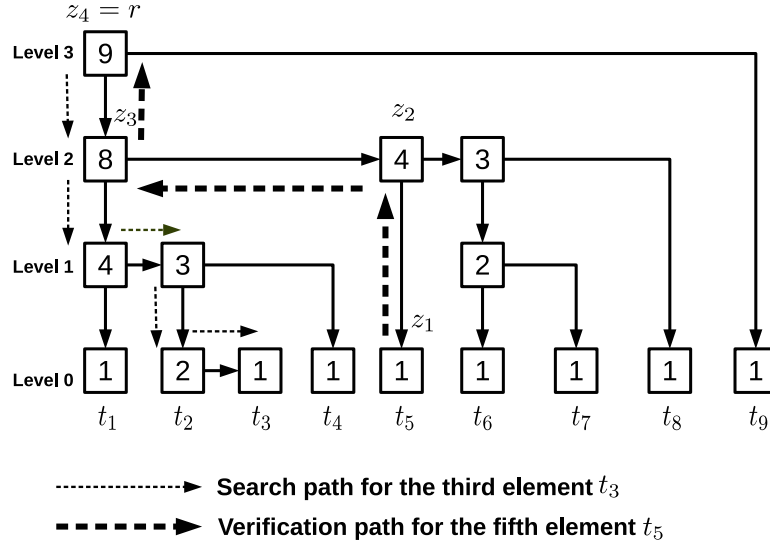 z₄ = r
Level 3 9
z₃ z₂
Level 2 8 4 3
Level 1 4 3 2
z₁
Level 0 1 2 1 1 1 1 1 1 1
t₁ t₂ t₃ t₄ t₅ t₆ t₇ t₈ t₉
Search path for the third element t₃
Verification path for the fifth element t₅